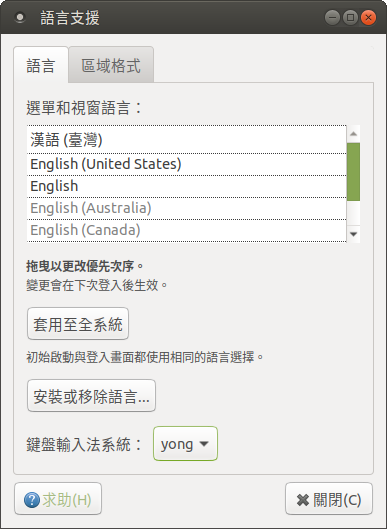 語言支援
語言
區域格式
選單和視窗語言：
漢語 (臺灣)
English (United States)
English
English (Australia)
English (Canada)
拖曳以更改優先次序。
變更會在下次登入後生效。
套用至全系統
初始啟動與登入畫面都使用相同的語言選擇。
安裝或移除語言...
鍵盤輸入法系統：
yong
求助(H)
關閉(C)